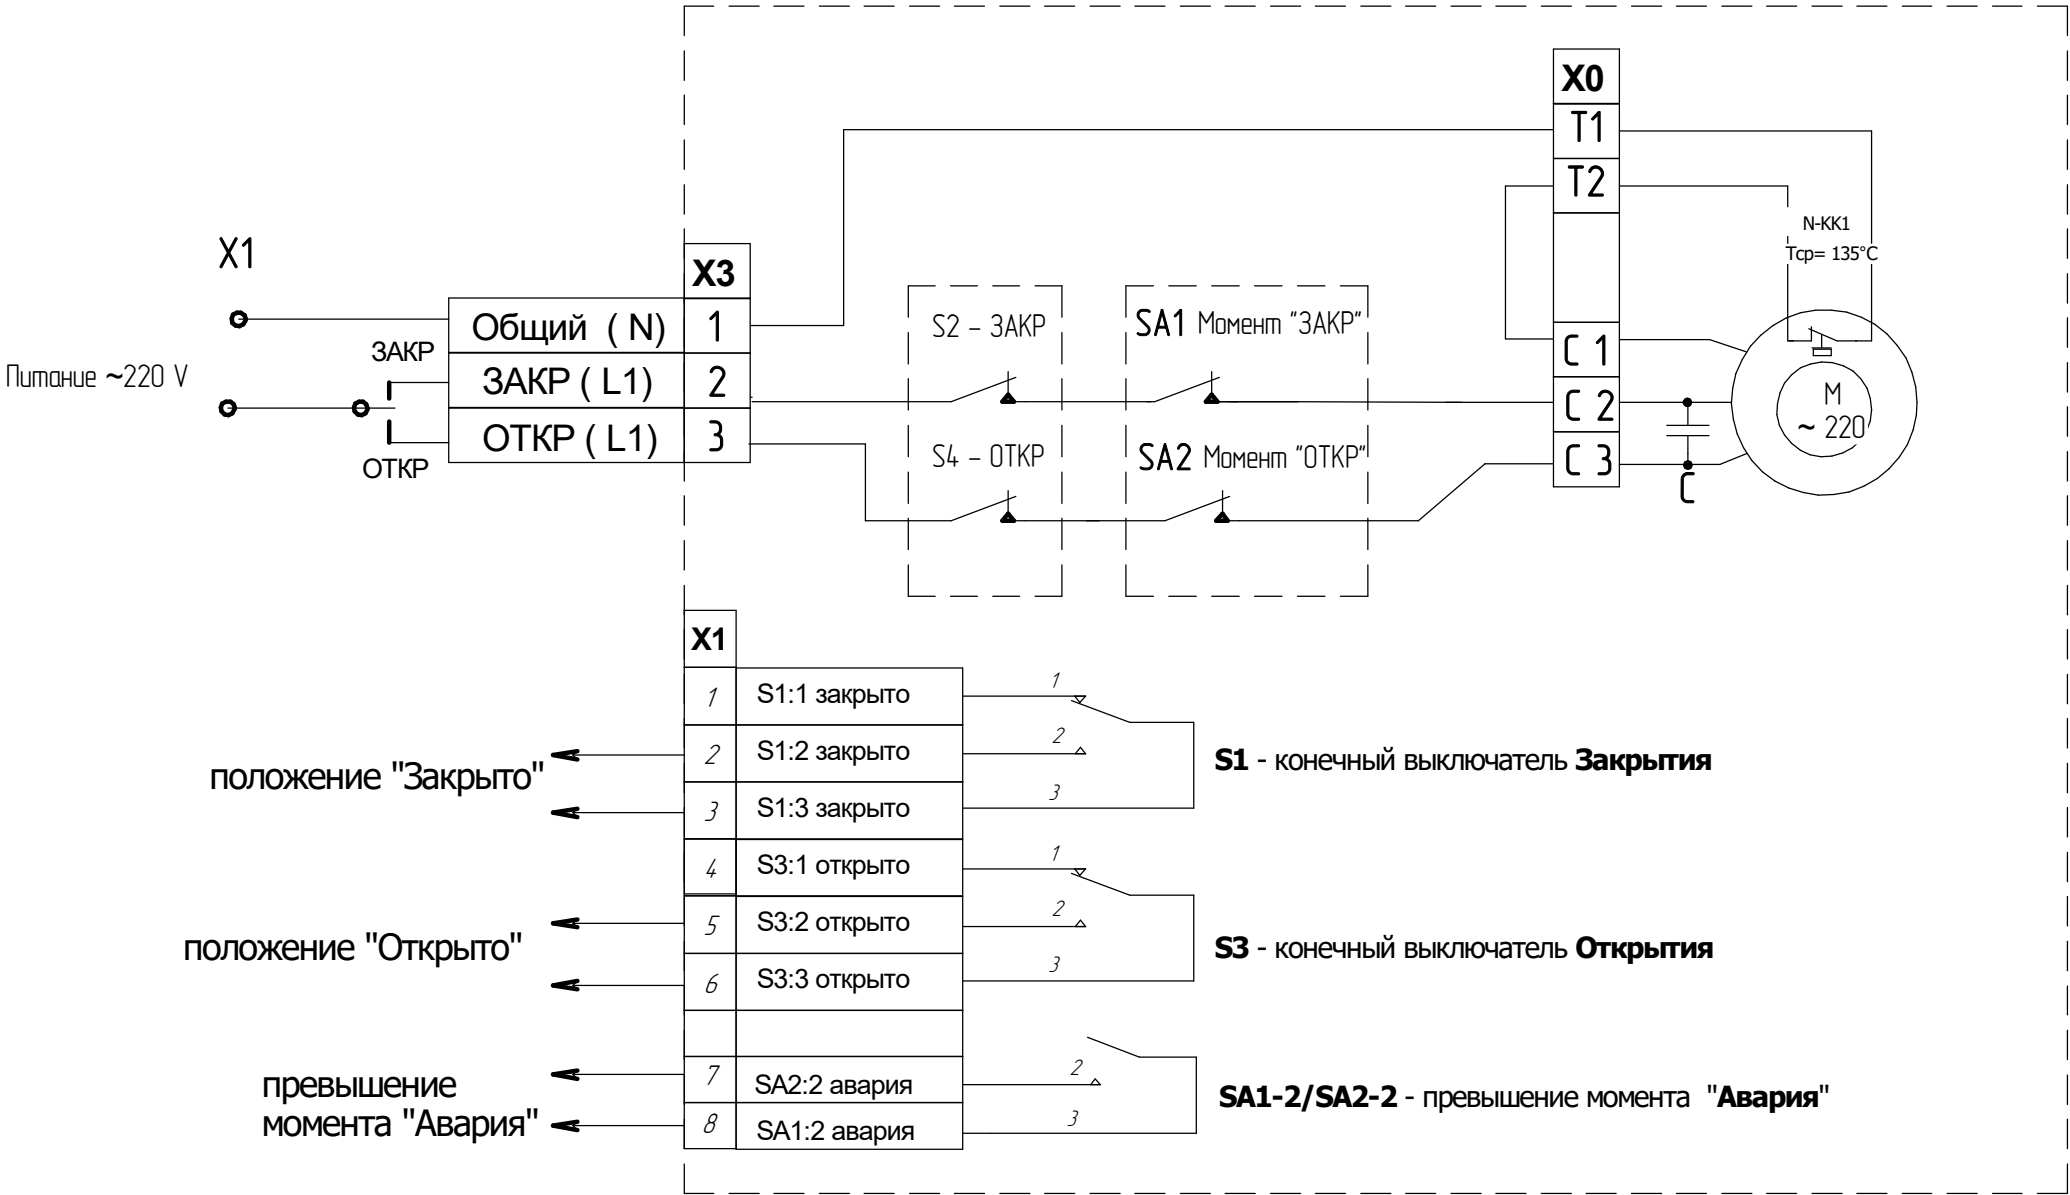 X0
T1
T2
N-KK1
Тср= 135°C
X1
X3
Общий ( N)
1
S2 – ЗАКР
SA1 Момент "ЗАКР"
ЗАКР
C 1
Питание ~220 V
ЗАКР ( L1)
2
C 2
M
~ 220
ОТКР ( L1)
3
S4 – ОТКР
SA2 Момент "ОТКР"
C 3
ОТКР
C
X1
1
S1:1 закрыто
1
2
S1:2 закрыто
2
положение "Закрыто"
S1 - конечный выключатель Закрытия
3
S1:3 закрыто
3
4
S3:1 открыто
1
5
S3:2 открыто
2
положение "Открыто"
S3 - конечный выключатель Открытия
6
S3:3 открыто
3
превышение
момента "Авария"
7
SA2:2 авария
2
SA1-2/SA2-2 - превышение момента "Авария"
8
SA1:2 авария
3